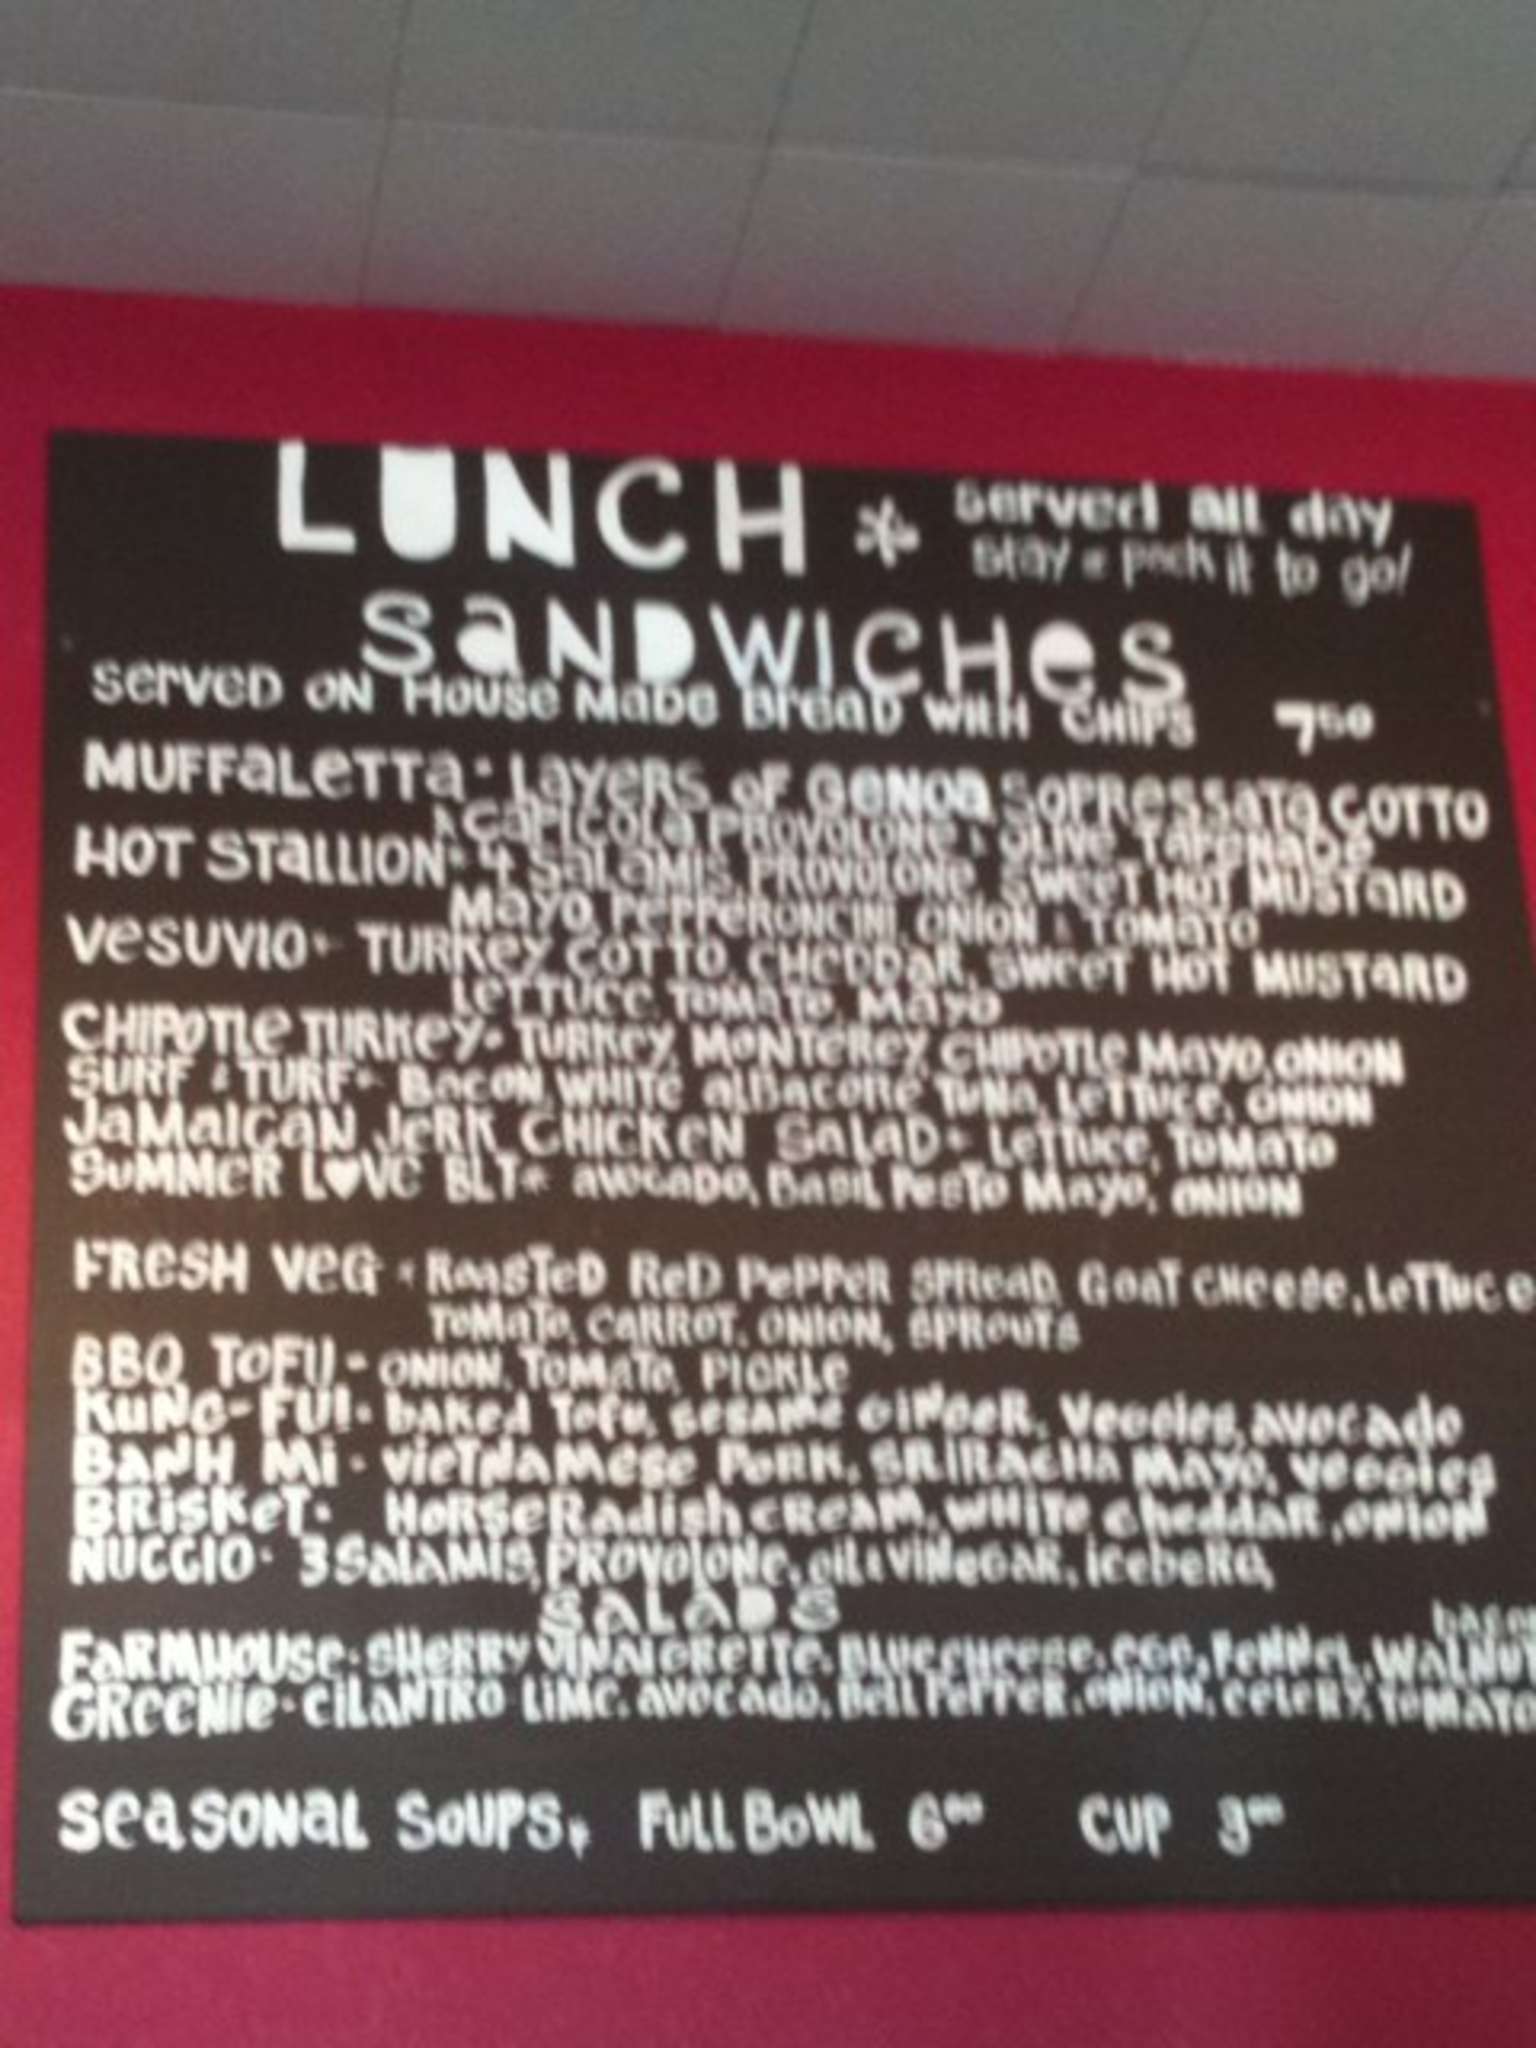 LUNCH * served all day
stay or pack it to go!
SANDWICHES
SERVED ON HOUSE MADE BREAD WITH CHIPS 7⁵⁰
MUFFALETTA • LAYERS OF GENOA SOPRESSATA COTTO
& CAPICOLA PROVOLONE & OLIVE TAPENADE
HOT STALLION • 4 SALAMIS, PROVOLONE, SWEET HOT MUSTARD
MAYO, PEPPERONCINI, ONION & TOMATO
VESUVIO • TURKEY, COTTO, CHEDDAR, SWEET HOT MUSTARD
LETTUCE, TOMATO, MAYO
CHIPOTLE TURKEY • TURKEY, MONTEREY, CHIPOTLE MAYO, ONION
SURF & TURF • BACON, WHITE ALBACORE TUNA, LETTUCE, ONION
JAMAICAN JERK CHICKEN SALAD • LETTUCE, TOMATO
SUMMER L♥VE BLT • AVOCADO, BASIL PESTO MAYO, ONION
FRESH VEG • ROASTED RED PEPPER SPREAD, GOAT CHEESE, LETTUCE
TOMATO, CARROT, ONION, SPROUTS
BBQ TOFU - ONION, TOMATO, PICKLE
KUNG-FU! • baked Tofu, SESAME GINGER, Veggies, avocado
BANH Mi • VIETNAMESE PORK, SRIRACHA MAYO, Veggies
BRISKET • HORSERADISH CREAM, WHITE Cheddar, ONION
NUCCIO • 3 SALAMIS, PROVOLONE, OIL & VINEGAR, iceberg,
SALADS
FARMHOUSE • SHERRY VINAIGRETTE, BLUE CHEESE, EGG, FENNEL, WALNUT
GREENIE • CILANTRO LIME, AVOCADO, BELL PEPPER, ONION, CELERY, TOMATO
SEASONAL SOUPS, FULL BOWL 6⁰⁰ CUP 3⁰⁰